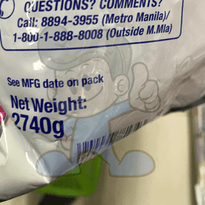 QUESTIONS? COMMENTS?
Call: 8894-3955 (Metro Manila)/
1-800-1-888-8008 (Outside M.Mla)
See MFG date on pack
Net Weight:
2740g